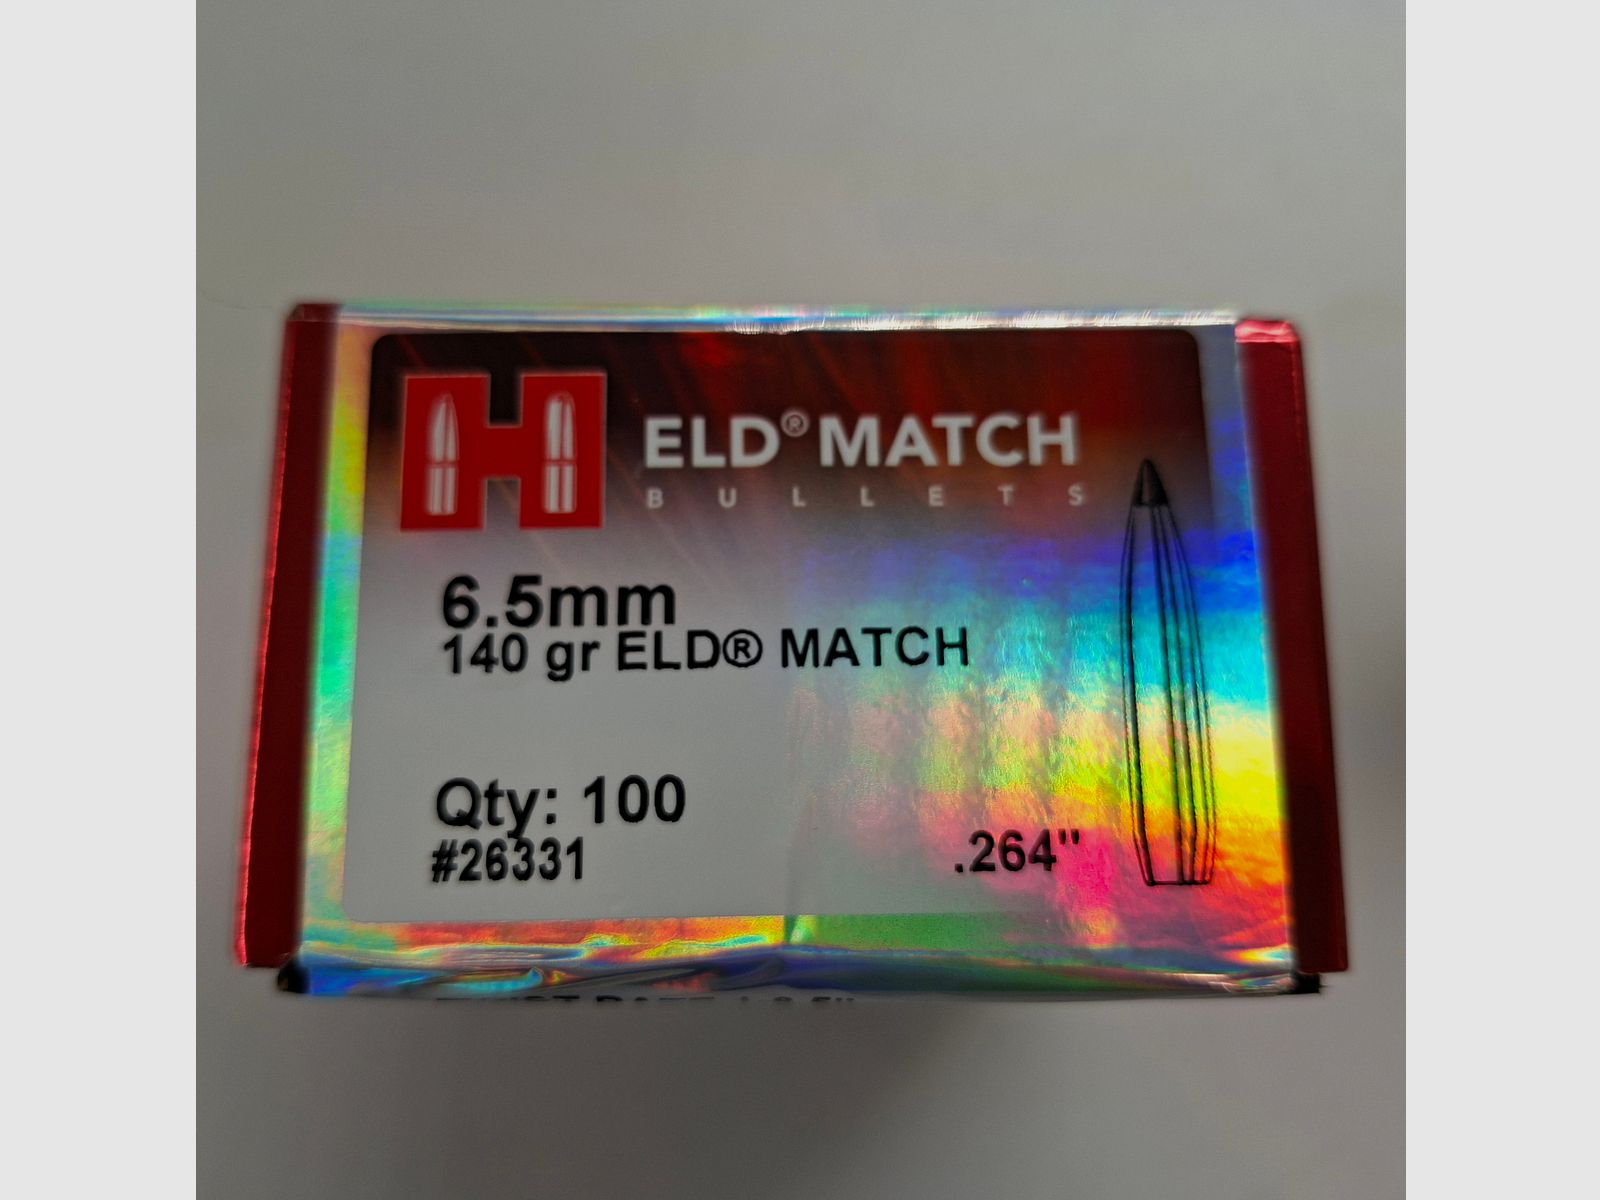 ELD® MATCH
BULLETS
6.5mm
140 gr ELD® MATCH
Qty: 100
#26331
.264"